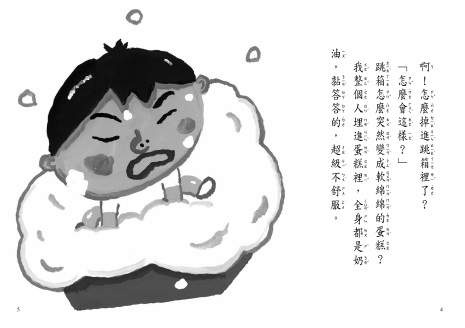 啊！怎麼掉進跳箱裡了？
「怎麼會這樣？」
跳箱怎麼突然變成軟綿綿的蛋糕？
我整個人埋進蛋糕裡，全身都是奶
油，黏答答的，超級不舒服。
4
5